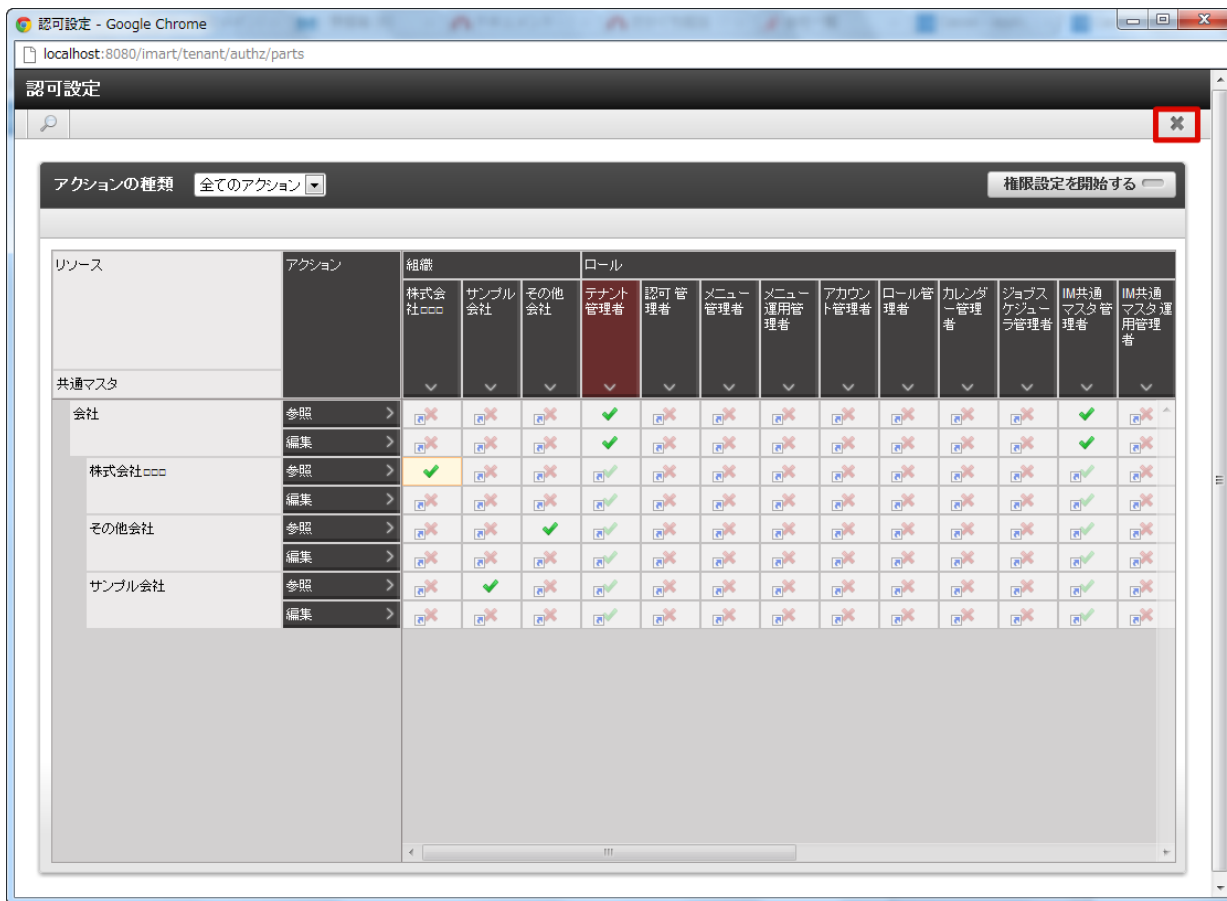 認可設定 - Google Chrome
localhost:8080/imart/tenant/authz/parts
認可設定
アクションの種類 全てのアクション 権限設定を開始する
リソース アクション 組織 ロール
株式会社□□□ サンプル会社 その他会社 テナント管理者 認可管理者 メニュー管理者 メニュー運用管理者 アカウント管理者 ロール管理者 カレンダー管理者 ジョブスケジューラ管理者 IM共通マスタ管理者 IM共通マスタ運用管理者
共通マスタ
会社 参照
編集
株式会社□□□ 参照
編集
その他会社 参照
編集
サンプル会社 参照
編集